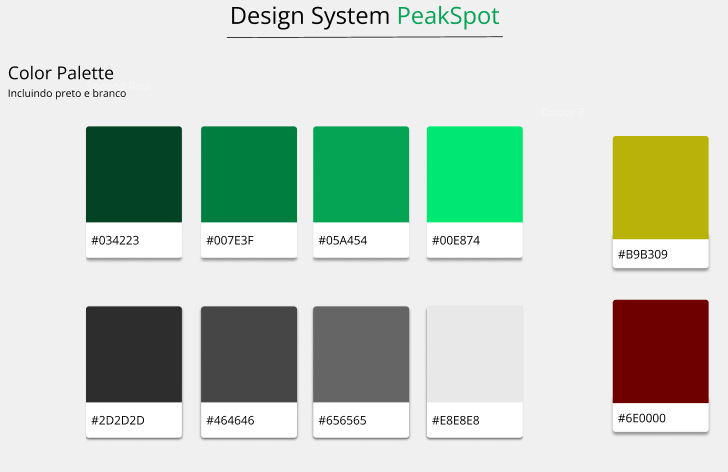 Design System PeakSpot
Color Palette
Incluindo preto e branco
#034223
#007E3F
#05A454
#00E874
#B9B309
#2D2D2D
#464646
#656565
#E8E8E8
#6E0000